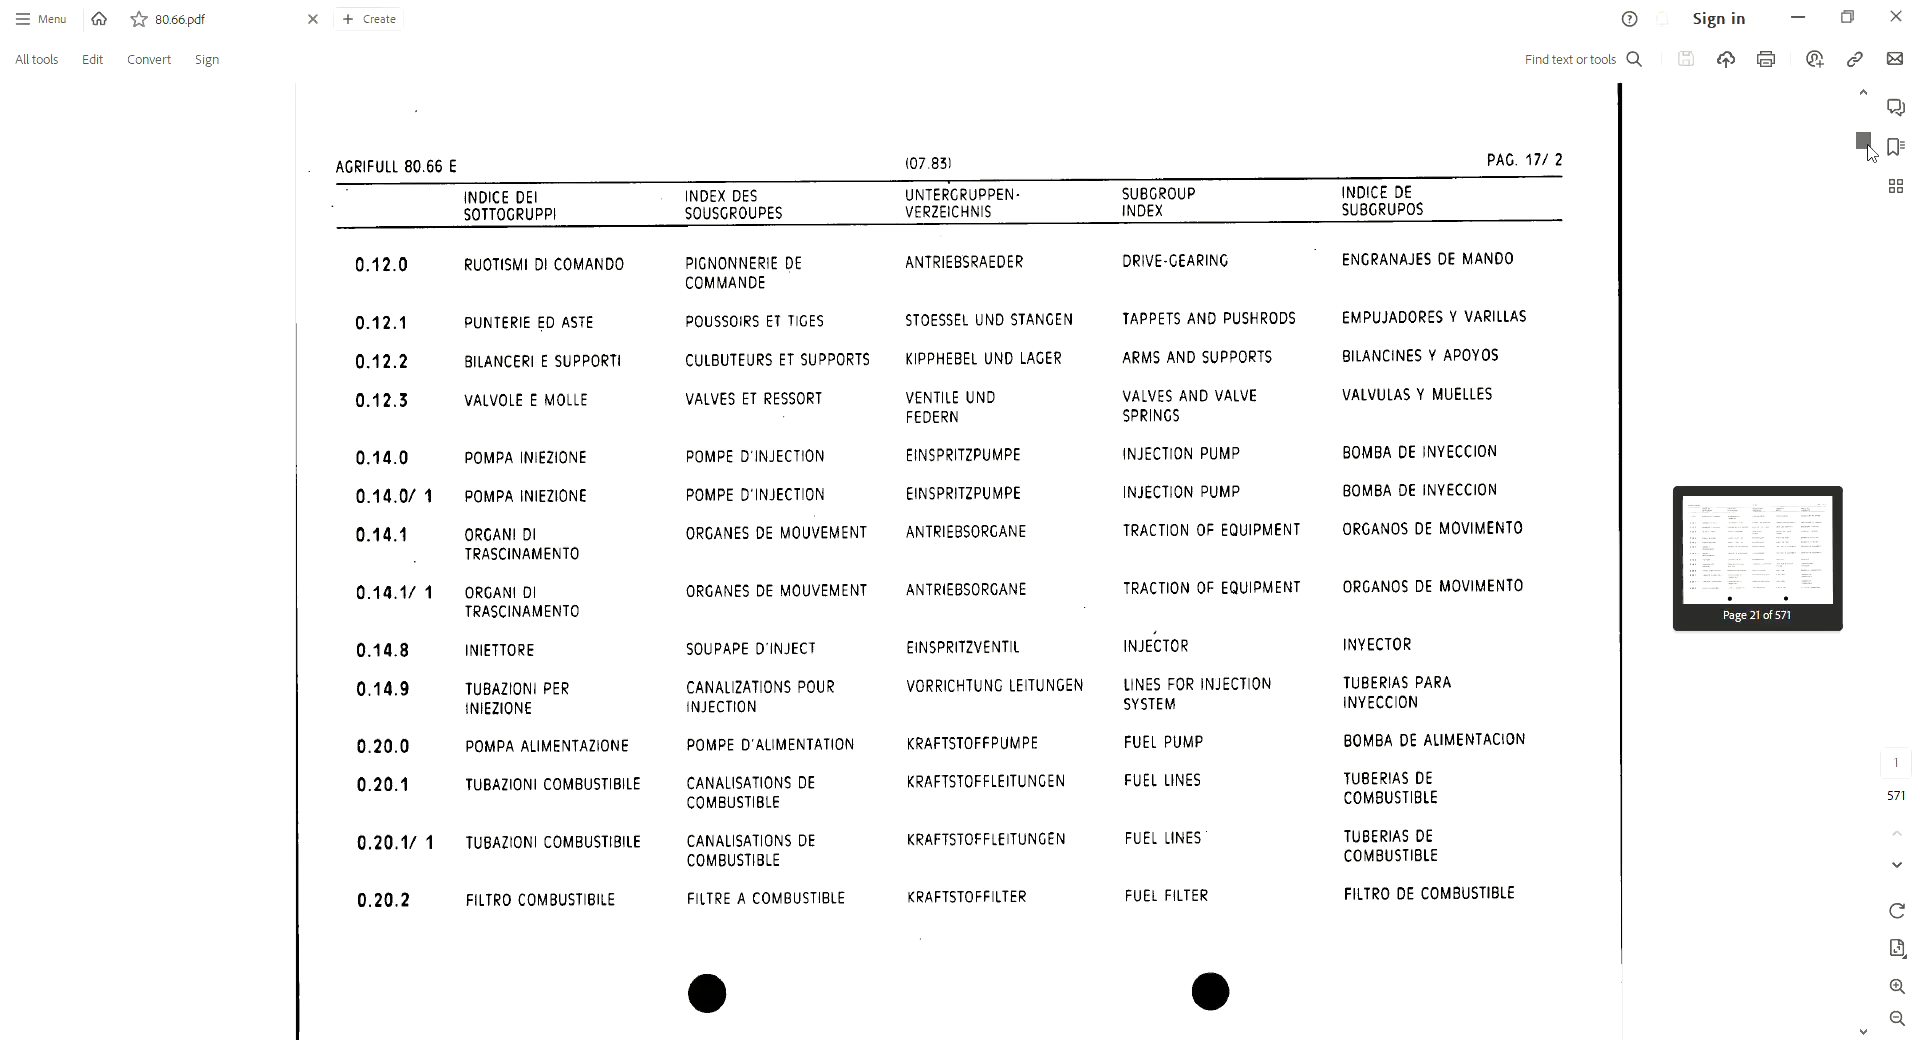 Menu
80.66.pdf
Create
Sign in
All tools Edit Convert Sign
Find text or tools
AGRIFULL 80.66 E (07.83) PAG. 17/ 2
INDICE DEI INDEX DES UNTERGRUPPEN- SUBGROUP INDICE DE
SOTTOGRUPPI SOUSGROUPES VERZEICHNIS INDEX SUBGRUPOS
0.12.0 RUOTISMI DI COMANDO PIGNONNERIE DE ANTRIEBSRAEDER DRIVE-GEARING ENGRANAJES DE MANDO
COMMANDE
0.12.1 PUNTERIE ED ASTE POUSSOIRS ET TIGES STOESSEL UND STANGEN TAPPETS AND PUSHRODS EMPUJADORES Y VARILLAS
0.12.2 BILANCERI E SUPPORTI CULBUTEURS ET SUPPORTS KIPPHEBEL UND LAGER ARMS AND SUPPORTS BILANCINES Y APOYOS
0.12.3 VALVOLE E MOLLE VALVES ET RESSORT VENTILE UND VALVES AND VALVE VALVULAS Y MUELLES
FEDERN SPRINGS
0.14.0 POMPA INIEZIONE POMPE D'INJECTION EINSPRITZPUMPE INJECTION PUMP BOMBA DE INYECCION
0.14.0/ 1 POMPA INIEZIONE POMPE D'INJECTION EINSPRITZPUMPE INJECTION PUMP BOMBA DE INYECCION
0.14.1 ORGANI DI ORGANES DE MOUVEMENT ANTRIEBSORGANE TRACTION OF EQUIPMENT ORGANOS DE MOVIMENTO
TRASCINAMENTO
0.14.1/ 1 ORGANI DI ORGANES DE MOUVEMENT ANTRIEBSORGANE TRACTION OF EQUIPMENT ORGANOS DE MOVIMENTO
TRASCINAMENTO
0.14.8 INIETTORE SOUPAPE D'INJECT EINSPRITZVENTIL INJECTOR INYECTOR
0.14.9 TUBAZIONI PER CANALIZATIONS POUR VORRICHTUNG LEITUNGEN LINES FOR INJECTION TUBERIAS PARA
INIEZIONE INJECTION SYSTEM INYECCION
0.20.0 POMPA ALIMENTAZIONE POMPE D'ALIMENTATION KRAFTSTOFFPUMPE FUEL PUMP BOMBA DE ALIMENTACION
0.20.1 TUBAZIONI COMBUSTIBILE CANALISATIONS DE KRAFTSTOFFLEITUNGEN FUEL LINES TUBERIAS DE
COMBUSTIBLE COMBUSTIBLE
0.20.1/ 1 TUBAZIONI COMBUSTIBILE CANALISATIONS DE KRAFTSTOFFLEITUNGEN FUEL LINES TUBERIAS DE
COMBUSTIBLE COMBUSTIBLE
0.20.2 FILTRO COMBUSTIBILE FILTRE A COMBUSTIBLE KRAFTSTOFFILTER FUEL FILTER FILTRO DE COMBUSTIBLE
Page 21 of 571
1
571